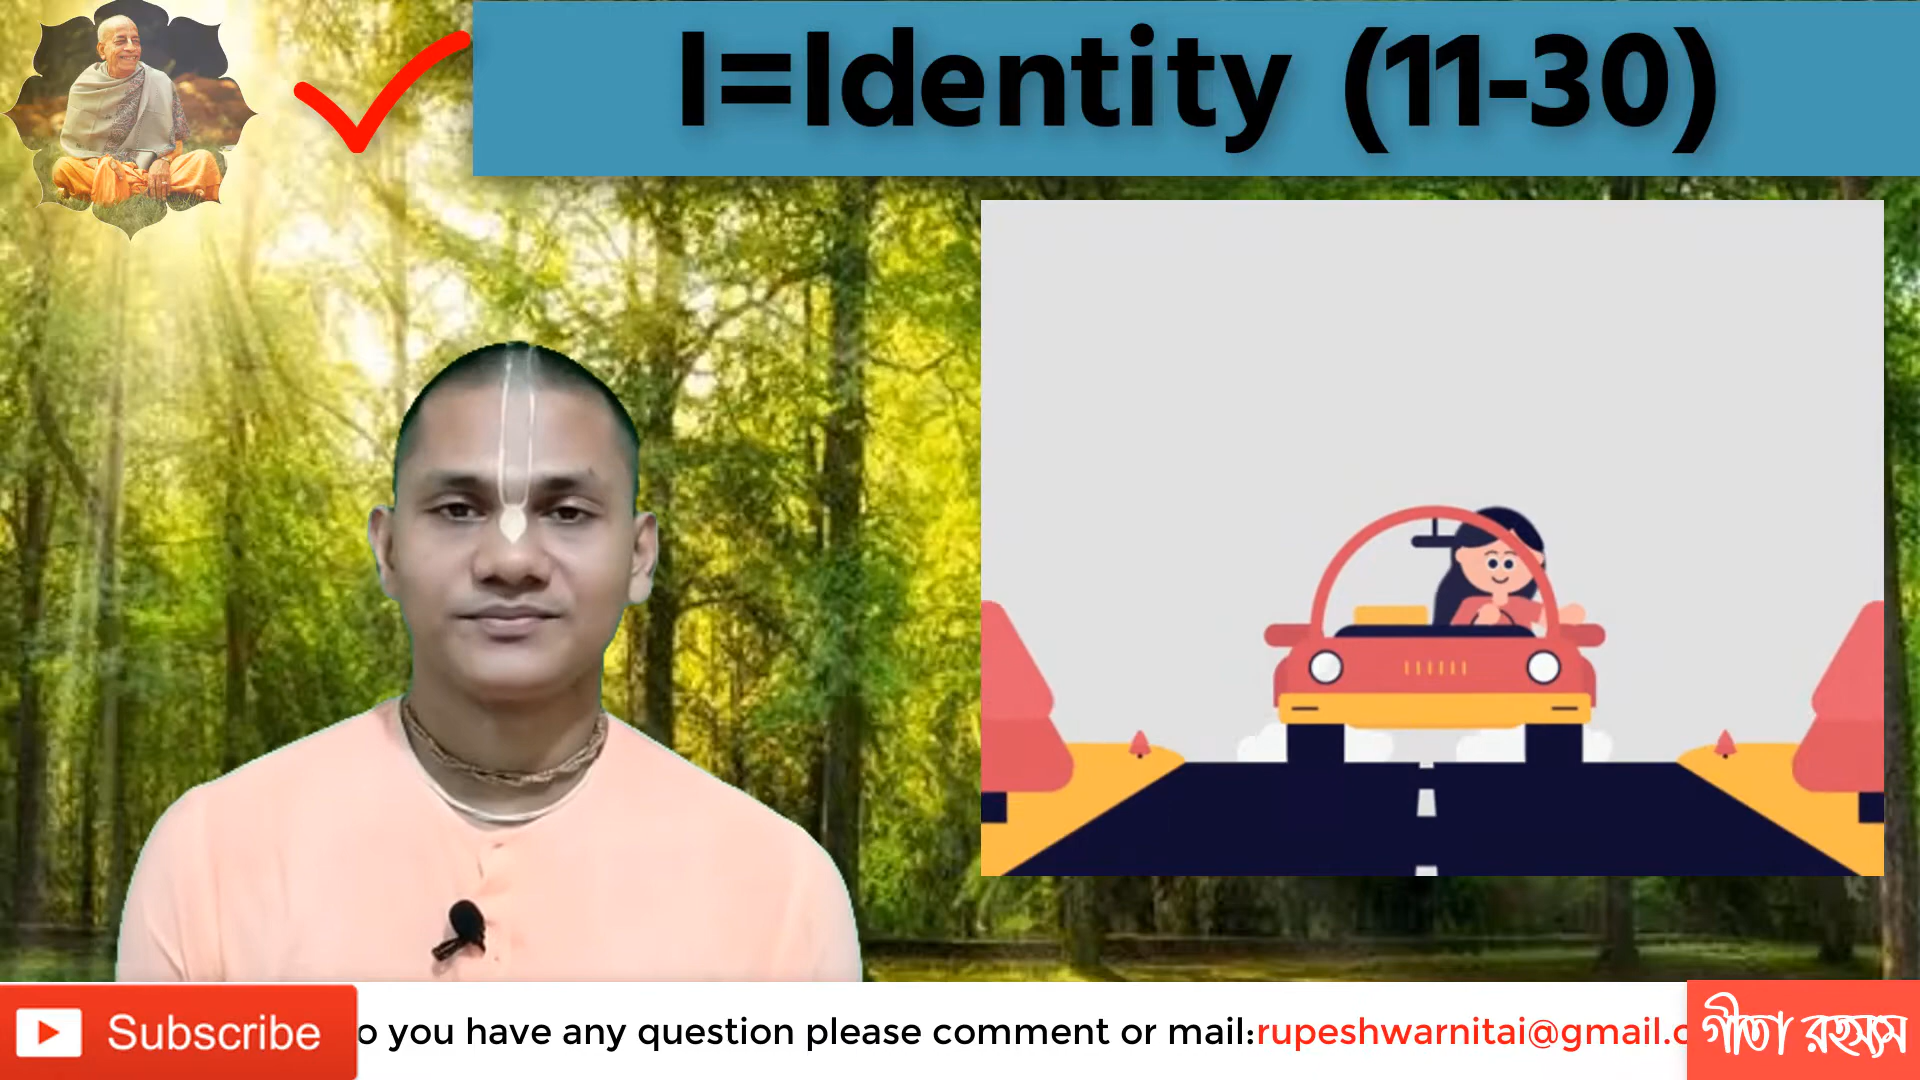 I=Identity (11-30)
Subscribe
o you have any question please comment or mail:rupeshwarnitai@gmail.c
গীতা রহস্য